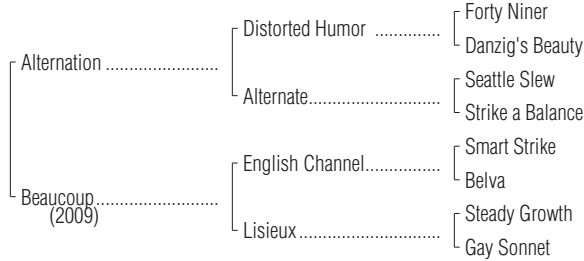 Forty Niner
Distorted Humor ................
Danzig's Beauty
Alternation .......................
Seattle Slew
Alternate...........................
Strike a Balance
Smart Strike
English Channel...............
Belva
Beaucoup.........................
(2009)
Steady Growth
Lisieux.............................
Gay Sonnet